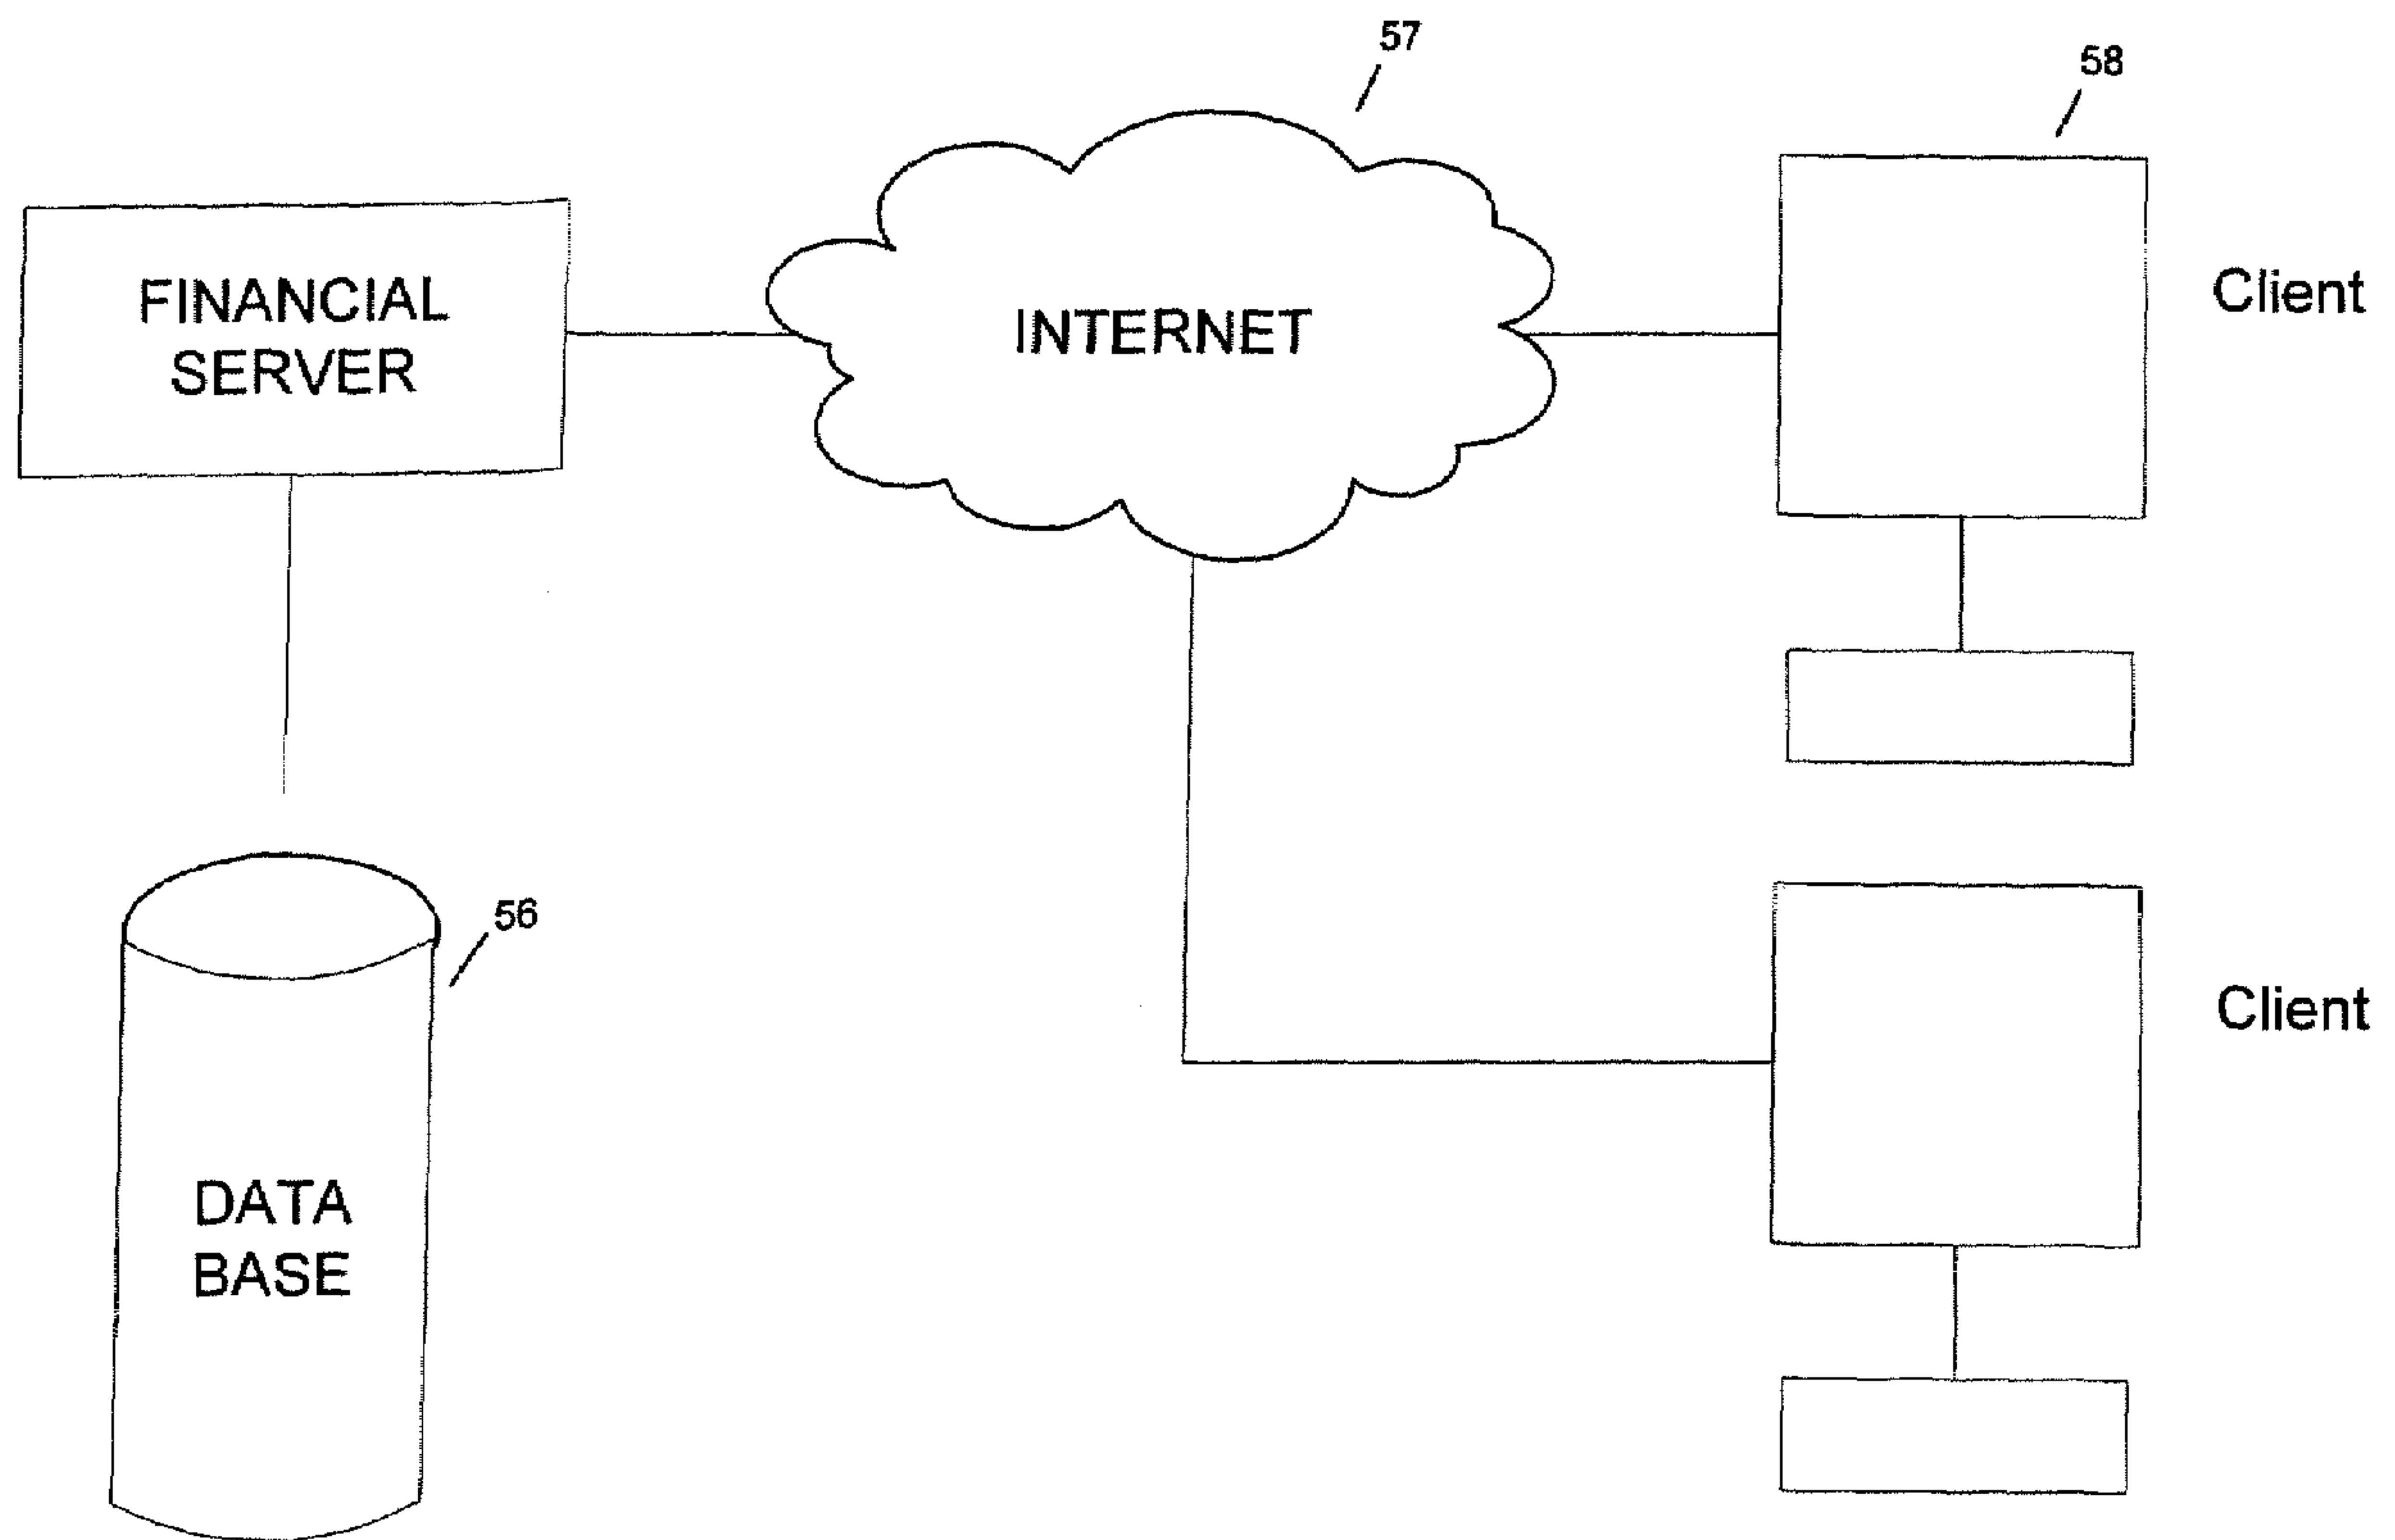 57
58
FINANCIAL
SERVER
INTERNET
Client
56
Client
DATA
BASE